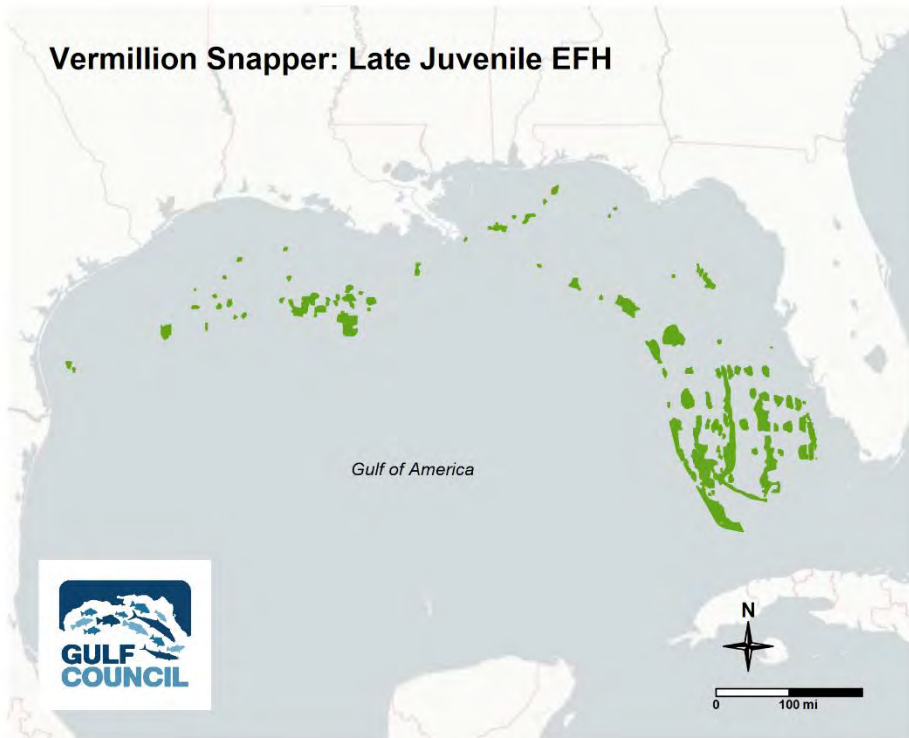 Vermillion Snapper: Late Juvenile EFH
Gulf of America
GULF
COUNCIL
N
0 100 mi